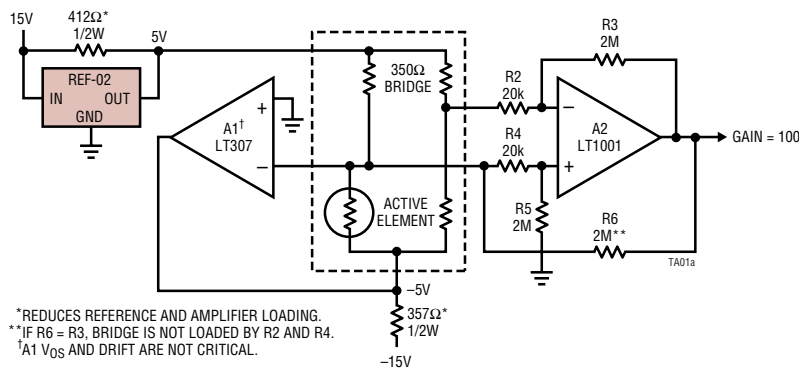 15V
412Ω*
1/2W
5V
REF-02
IN
OUT
GND
A1†
LT307
+
–
350Ω
BRIDGE
ACTIVE
ELEMENT
R2
20k
R4
20k
R3
2M
–
+
A2
LT1001
GAIN = 100
R5
2M
R6
2M**
TA01a
–5V
357Ω*
1/2W
–15V
*REDUCES REFERENCE AND AMPLIFIER LOADING.
**IF R6 = R3, BRIDGE IS NOT LOADED BY R2 AND R4.
†A1 VOS AND DRIFT ARE NOT CRITICAL.